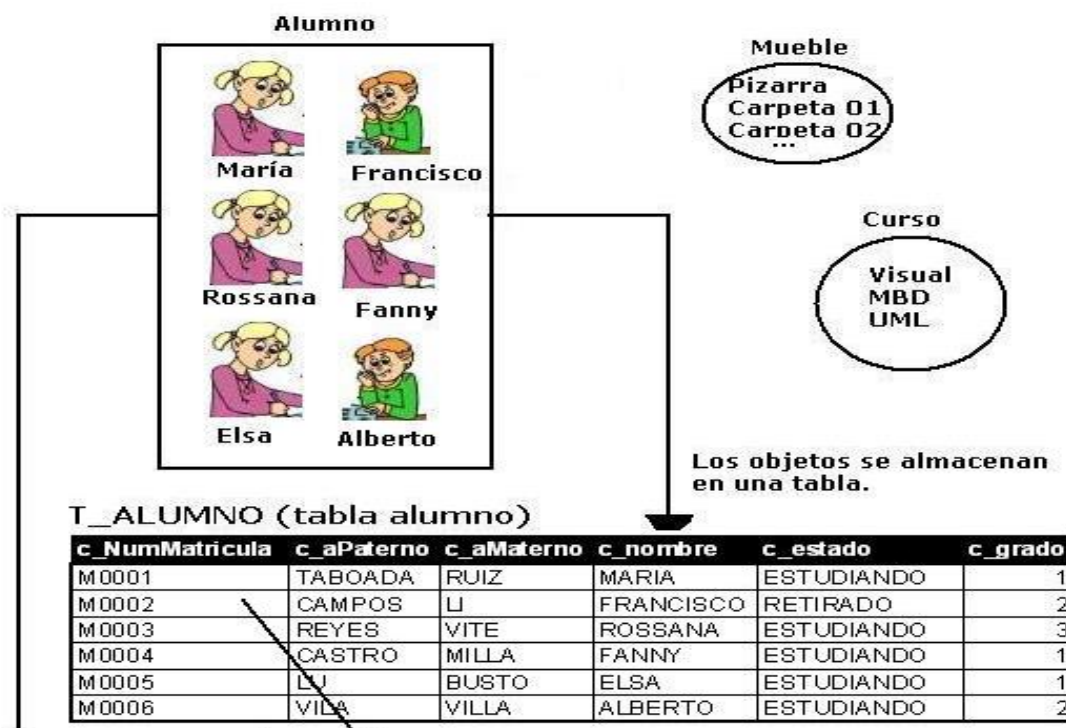 Alumno
María
Francisco
Rossana
Fanny
Elsa
Alberto
Mueble
Pizarra
Carpeta 01
Carpeta 02
...
Curso
Visual
MBD
UML
Los objetos se almacenan
en una tabla.
T_ALUMNO (tabla alumno)
c_NumMatricula c_aPaterno c_aMaterno c_nombre c_estado c_grado
M0001 TABOADA RUIZ MARIA ESTUDIANDO 1
M0002 CAMPOS LI FRANCISCO RETIRADO 2
M0003 REYES VITE ROSSANA ESTUDIANDO 3
M0004 CASTRO MILLA FANNY ESTUDIANDO 1
M0005 LU BUSTO ELSA ESTUDIANDO 1
M0006 VILA VILLA ALBERTO ESTUDIANDO 2